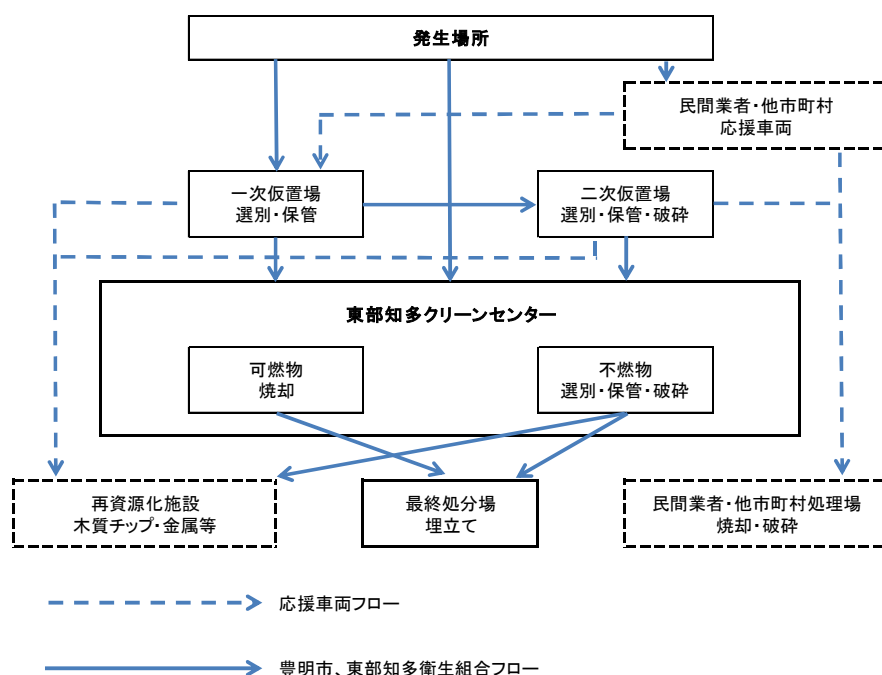 発生場所
民間業者・他市町村
応援車両
一次仮置場
選別・保管
二次仮置場
選別・保管・破砕
東部知多クリーンセンター
可燃物
焼却
不燃物
選別・保管・破砕
再資源化施設
木質チップ・金属等
最終処分場
埋立て
民間業者・他市町村処理場
焼却・破砕
応援車両フロー
豊明市、東部知多衛生組合フロー